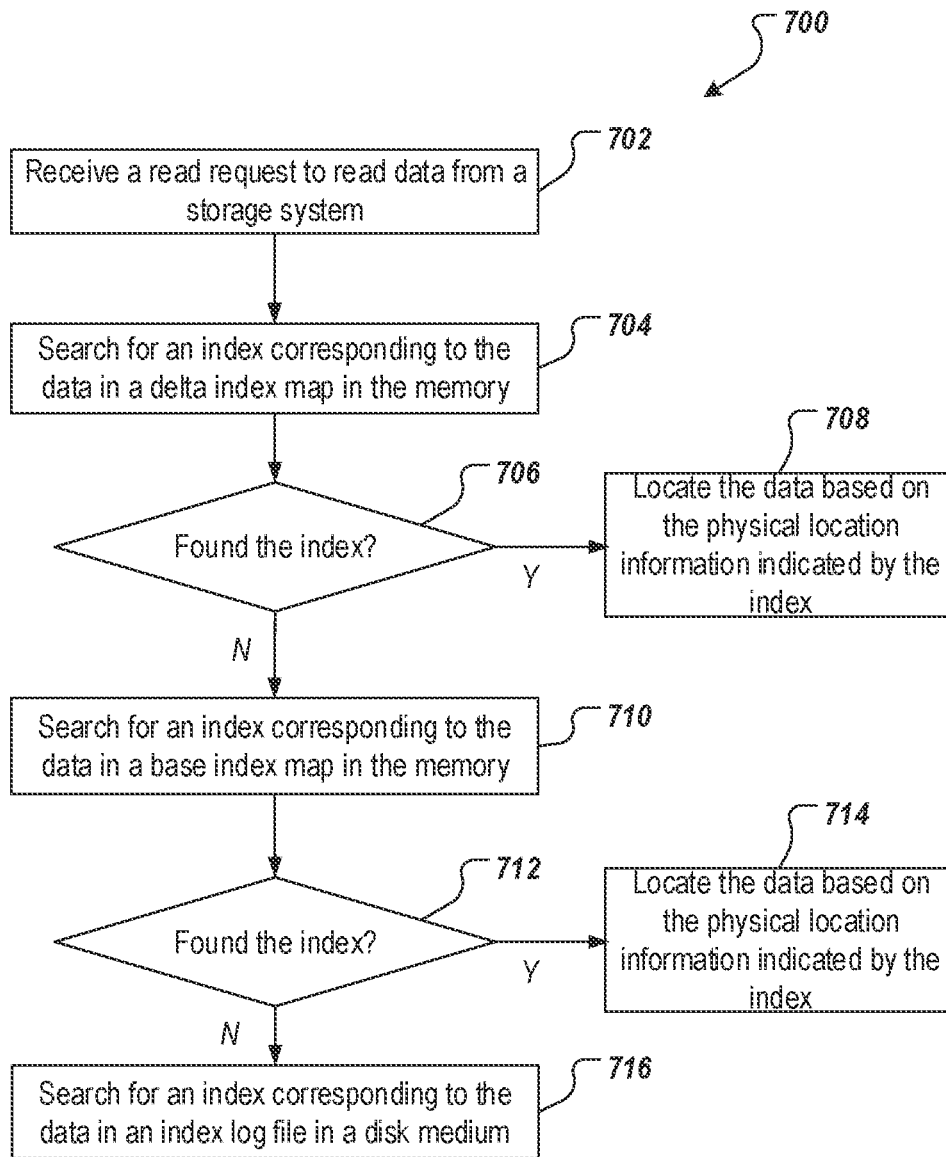 700
702
Receive a read request to read data from a
storage system
704
Search for an index corresponding to the
data in a delta index map in the memory
706
Found the index?
Y
N
708
Locate the data based on
the physical location
information indicated by the
index
710
Search for an index corresponding to the
data in a base index map in the memory
712
Found the index?
Y
N
714
Locate the data based on
the physical location
information indicated by the
index
716
Search for an index corresponding to the
data in an index log file in a disk medium